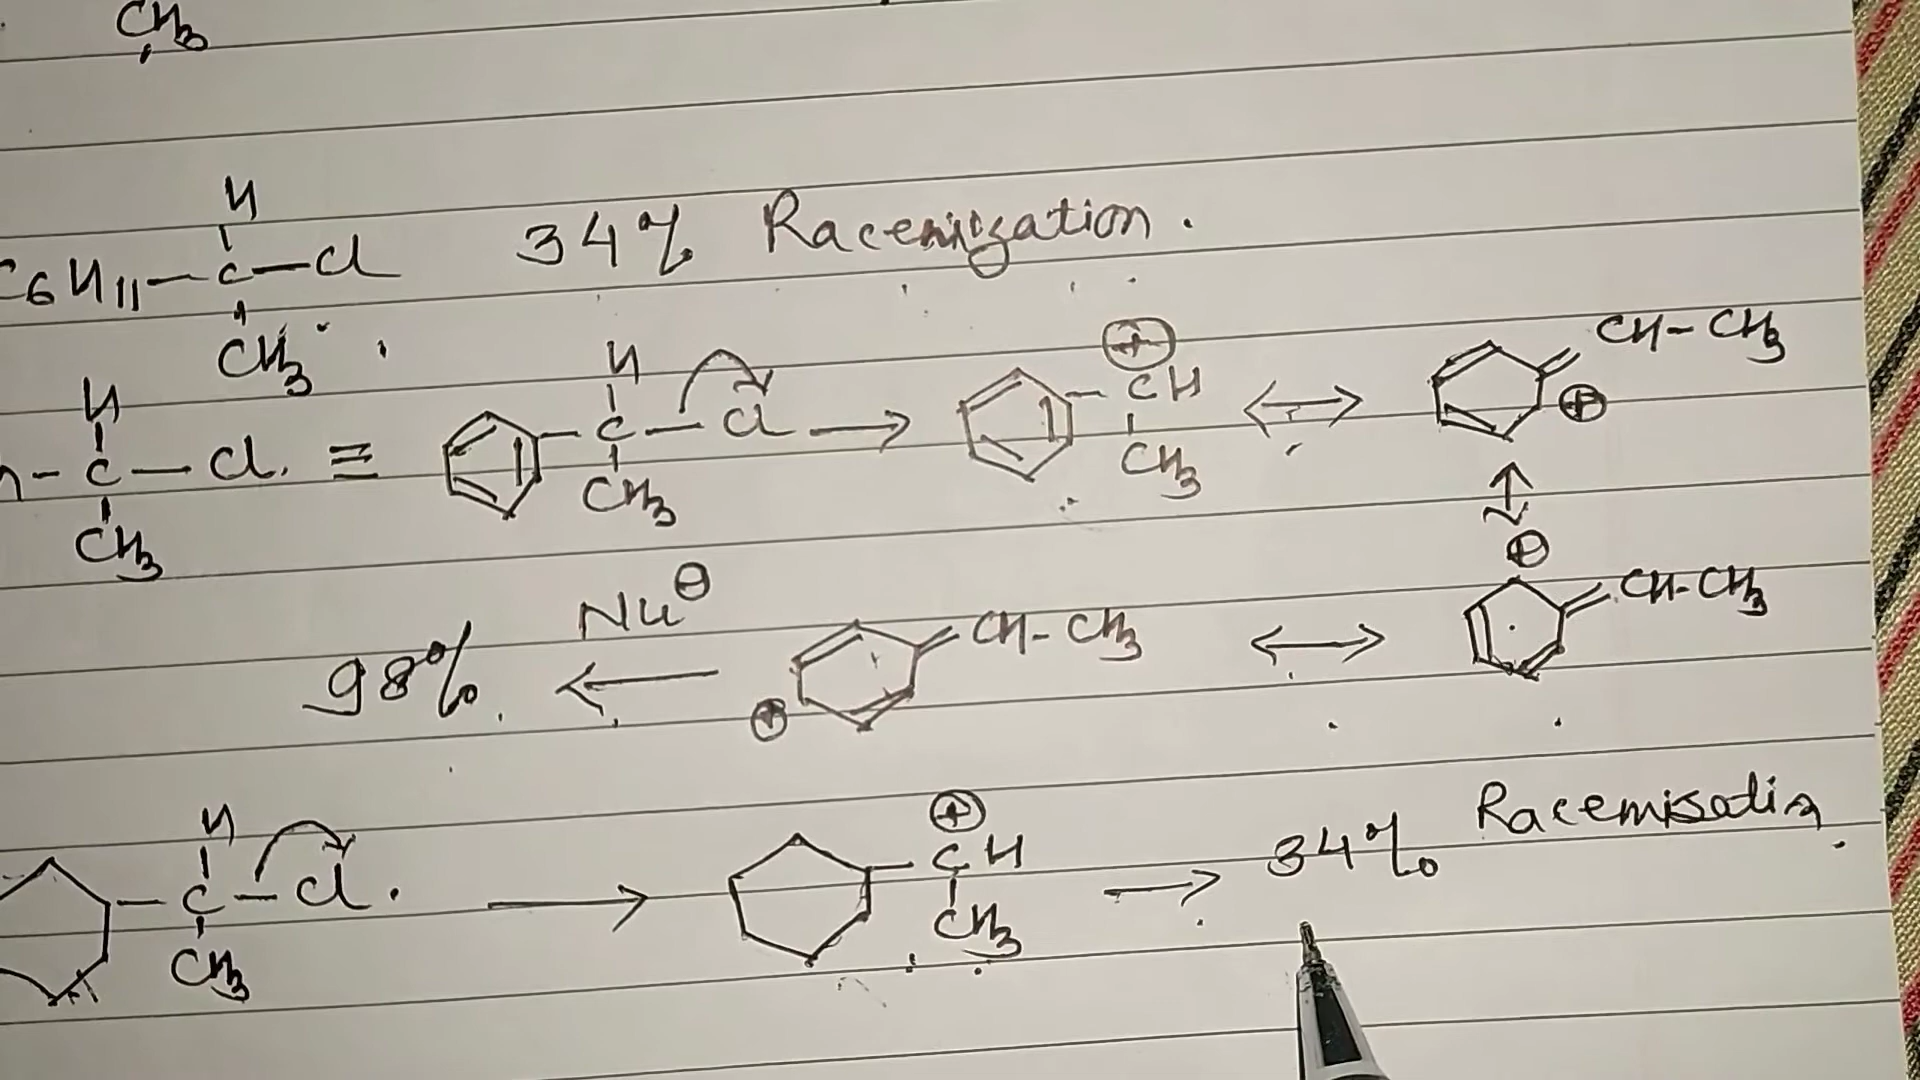 CH3
H
C6H11—C—Cl 34% Racemization.
CH3
H H ⊕ CH-CH3
-C—Cl. ≡ C—Cl → CH ↔ ⊕
CH3 CH3 CH3 ↕
⊕
98% ← Nu⊖ ⊕ CH-CH3 ↔ CH-CH3
H ⊕
C—Cl. → CH → 34% Racemisation.
CH3 CH3